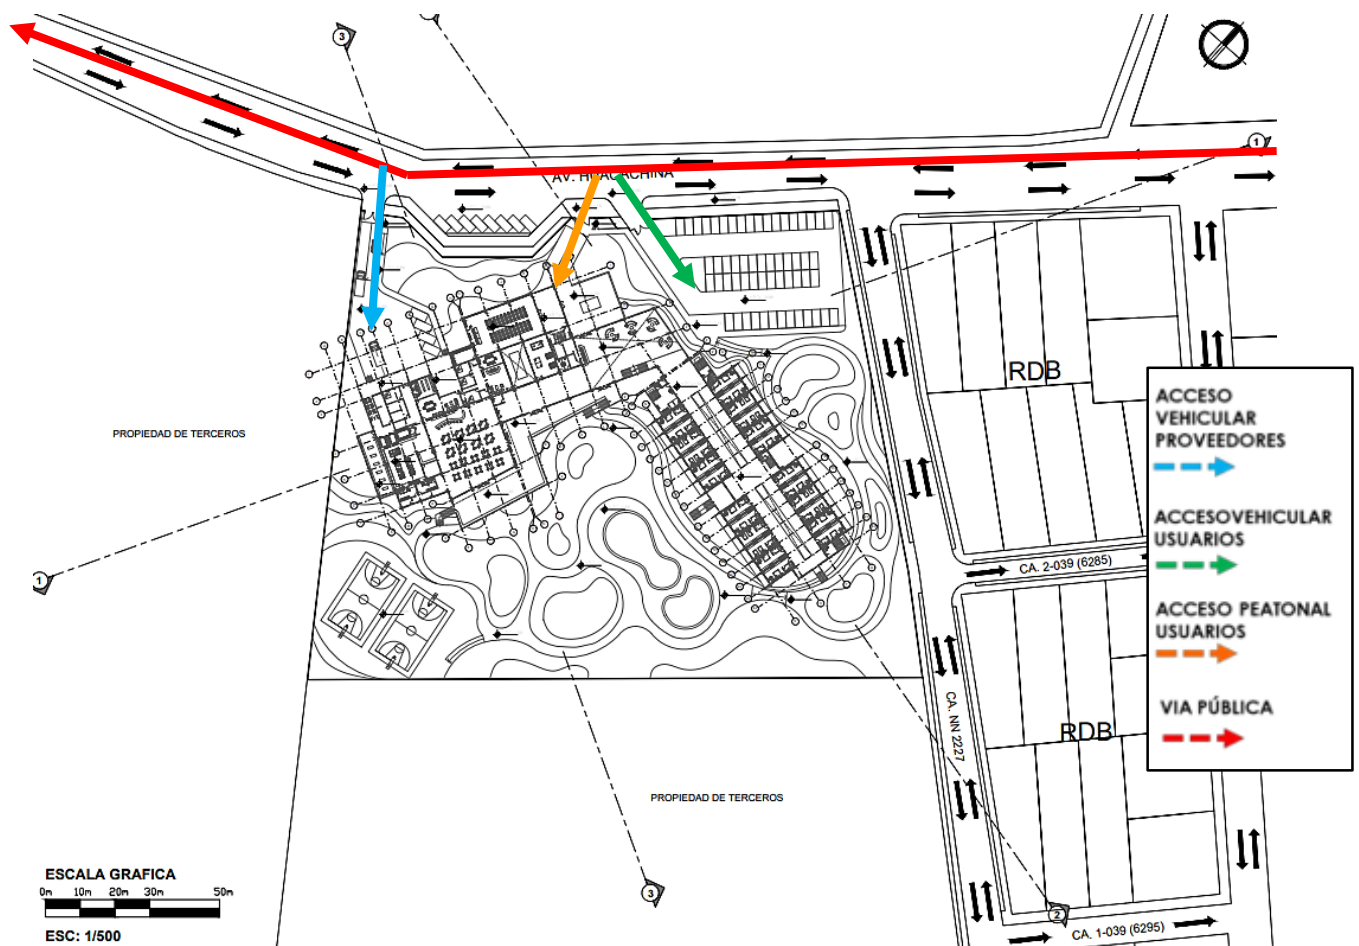 3
1
AV. HUACACHINA
RDB
ACCESO
VEHICULAR
PROVEEDORES
PROPIEDAD DE TERCEROS
ACCESOVEHICULAR
USUARIOS
CA. 2-039 (6285)
1
ACCESO PEATONAL
USUARIOS
CA. NN 2227
VIA PÚBLICA
RDB
PROPIEDAD DE TERCEROS
ESCALA GRAFICA
0m 10m 20m 30m 50m
3
2
ESC: 1/500
CA. 1-039 (6295)